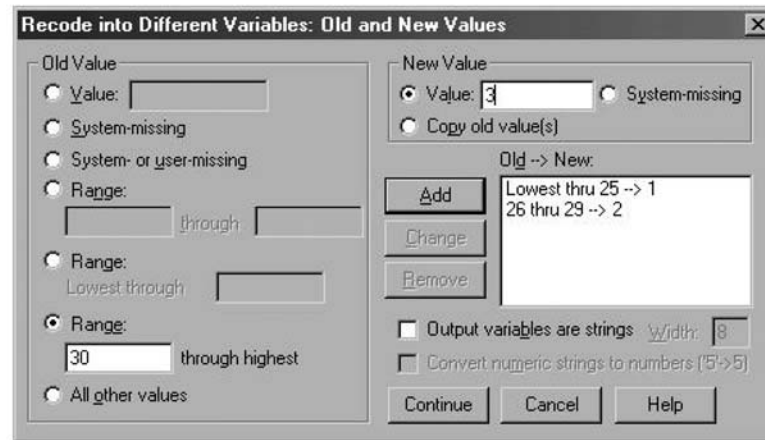 Recode into Different Variables: Old and New Values
Old Value
Value:
System-missing
System- or user-missing
Range:
through
Range:
Lowest through
Range:
30 through highest
All other values
New Value
Value: 3 System-missing
Copy old value(s)
Old --> New:
Add
Change
Remove
Lowest thru 25 --> 1
26 thru 29 --> 2
Output variables are strings Width: 8
Convert numeric strings to numbers ('5'->5)
Continue Cancel Help